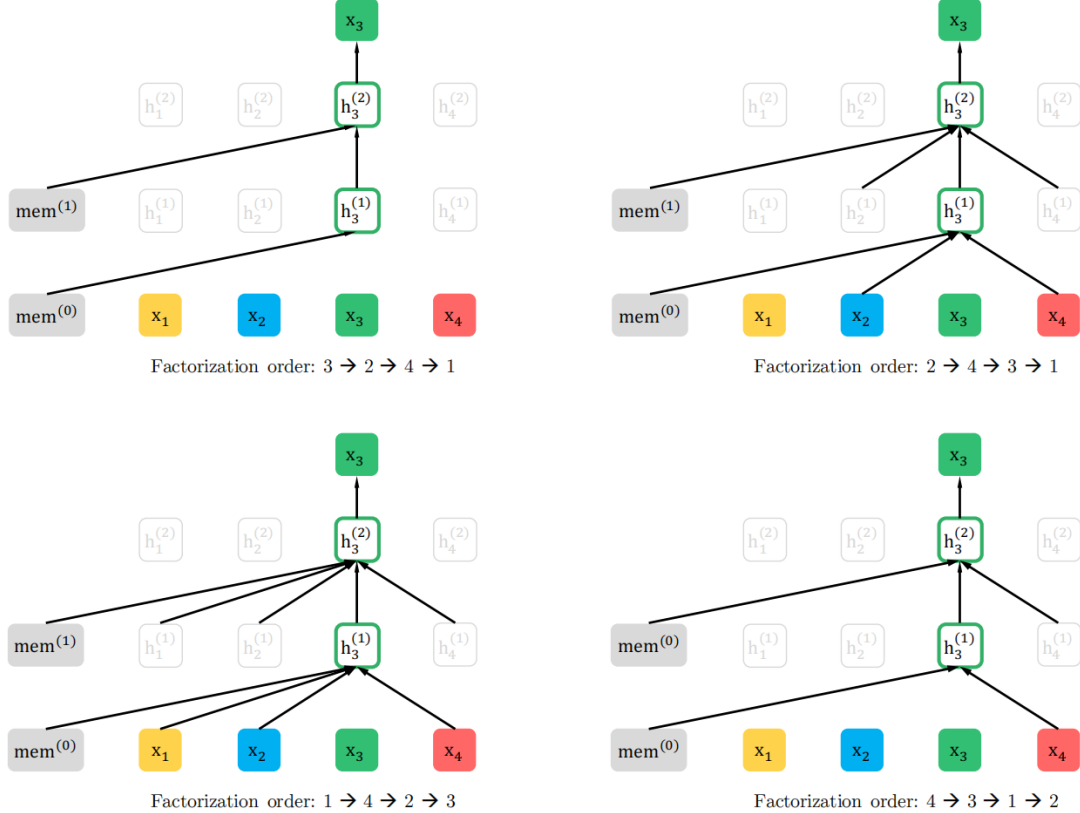 x₃
h₁⁽²⁾ h₂⁽²⁾ h₃⁽²⁾ h₄⁽²⁾
mem⁽¹⁾ h₁⁽¹⁾ h₂⁽¹⁾ h₃⁽¹⁾ h₄⁽¹⁾
mem⁽⁰⁾ x₁ x₂ x₃ x₄
Factorization order: 3 → 2 → 4 → 1
x₃
h₁⁽²⁾ h₂⁽²⁾ h₃⁽²⁾ h₄⁽²⁾
mem⁽¹⁾ h₁⁽¹⁾ h₂⁽¹⁾ h₃⁽¹⁾ h₄⁽¹⁾
mem⁽⁰⁾ x₁ x₂ x₃ x₄
Factorization order: 2 → 4 → 3 → 1
x₃
h₁⁽²⁾ h₂⁽²⁾ h₃⁽²⁾ h₄⁽²⁾
mem⁽¹⁾ h₁⁽¹⁾ h₂⁽¹⁾ h₃⁽¹⁾ h₄⁽¹⁾
mem⁽⁰⁾ x₁ x₂ x₃ x₄
Factorization order: 1 → 4 → 2 → 3
x₃
h₁⁽²⁾ h₂⁽²⁾ h₃⁽²⁾ h₄⁽²⁾
mem⁽⁰⁾ h₁⁽¹⁾ h₂⁽¹⁾ h₃⁽¹⁾ h₄⁽¹⁾
mem⁽⁰⁾ x₁ x₂ x₃ x₄
Factorization order: 4 → 3 → 1 → 2